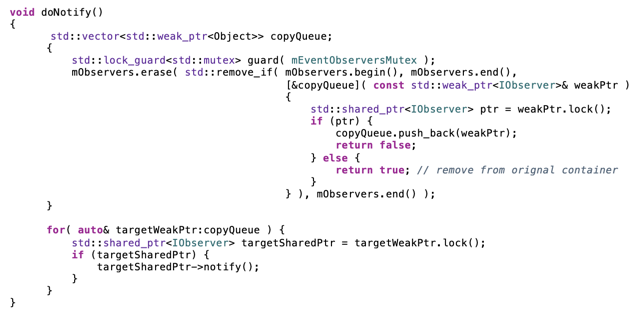 void doNotify()
{
std::vector<std::weak_ptr<Object>> copyQueue;
{
std::lock_guard<std::mutex> guard( mEventObserversMutex );
mObservers.erase( std::remove_if( mObservers.begin(), mObservers.end(),
[&copyQueue]( const std::weak_ptr<IObserver>& weakPtr )
{
std::shared_ptr<IObserver> ptr = weakPtr.lock();
if (ptr) {
copyQueue.push_back(weakPtr);
return false;
} else {
return true; // remove from orignal container
}
} ), mObservers.end() );
}
for( auto& targetWeakPtr:copyQueue ) {
std::shared_ptr<IObserver> targetSharedPtr = targetWeakPtr.lock();
if (targetSharedPtr) {
targetSharedPtr->notify();
}
}
}